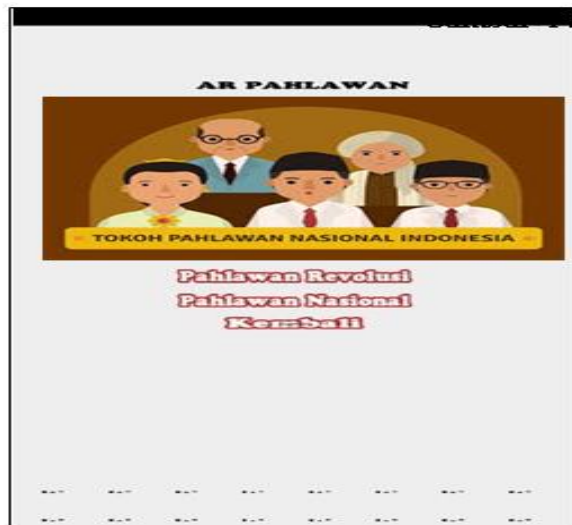 AR PAHLAWAN
TOKOH PAHLAWAN NASIONAL INDONESIA
Pahlawan Revolusi
Pahlawan Nasional
Kembali